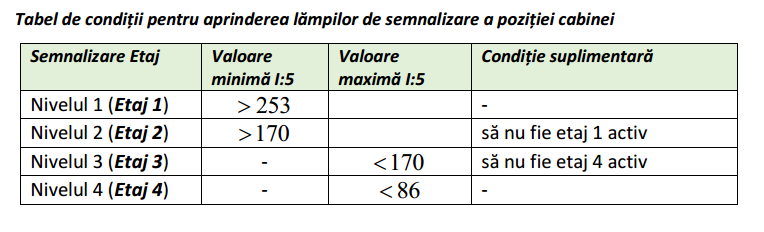 Tabel de condiții pentru aprinderea lămpilor de semnalizare a poziției cabinei
Semnalizare Etaj Valoare minimă I:5 Valoare maximă I:5 Condiție suplimentară
Nivelul 1 (Etaj 1) > 253 -
Nivelul 2 (Etaj 2) >170 să nu fie etaj 1 activ
Nivelul 3 (Etaj 3) - <170 să nu fie etaj 4 activ
Nivelul 4 (Etaj 4) - < 86 -